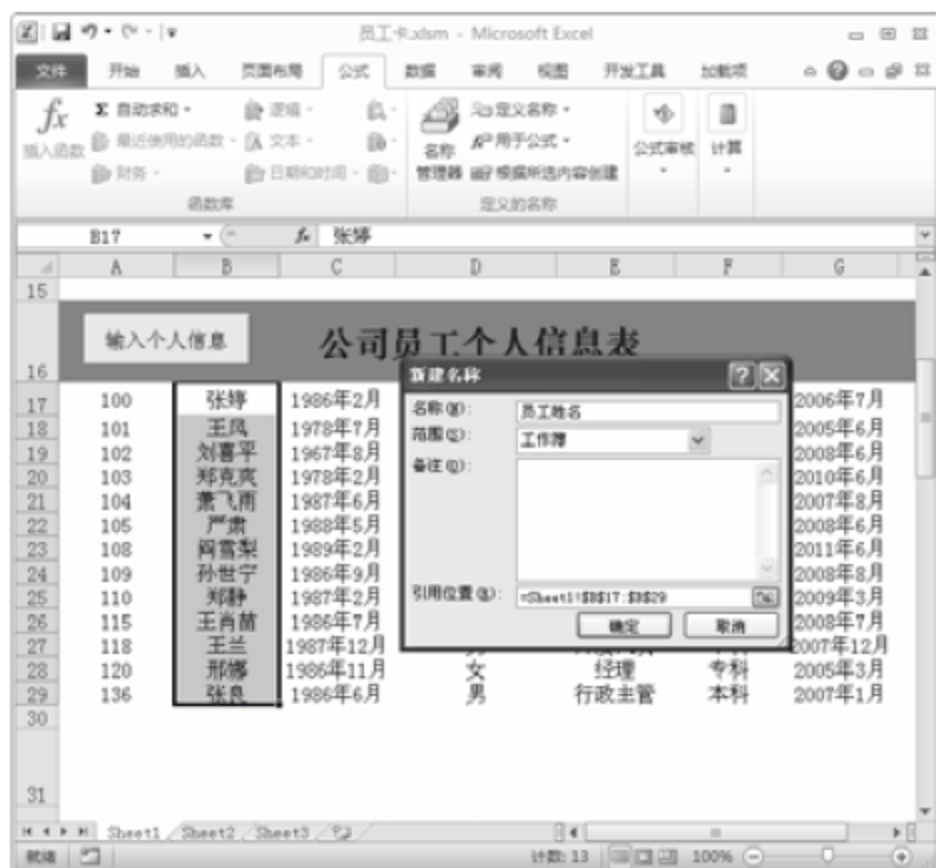 员工卡.xlsm - Microsoft Excel
文件 开始 插入 页面布局 公式 数据 审阅 视图 开发工具 加载项
fx Σ 自动求和 逻辑 定义名称
插入函数 最近使用的函数 文本 名称管理器 用于公式 公式审核 计算
财务 日期和时间 根据所选内容创建
函数库 定义的名称
B17 fx 张婷
A B C D E F G
15
16 输入个人信息 公司员工个人信息表
17 100 张婷 1986年2月 2006年7月
18 101 王凤 1978年7月 2005年6月
19 102 刘喜平 1967年8月 2008年6月
20 103 郑克爽 1978年2月 2010年6月
21 104 萧飞雨 1987年6月 2007年8月
22 105 严肃 1988年5月 2008年6月
23 108 阎雪梨 1989年2月 2011年6月
24 109 孙世宁 1986年9月 2008年8月
25 110 郑静 1987年2月 2009年3月
26 115 王肖苗 1986年7月 2008年7月
27 118 王兰 1987年12月 2007年12月
28 120 邢娜 1986年11月 女 经理 专科 2005年3月
29 136 张良 1986年6月 男 行政主管 本科 2007年1月
30
31
新建名称
名称(N): 员工姓名
范围(S): 工作簿
备注(O):
引用位置(R): =Sheet1!$B$17:$B$29
确定 取消
Sheet1 Sheet2 Sheet3
就绪 计数: 13 100%